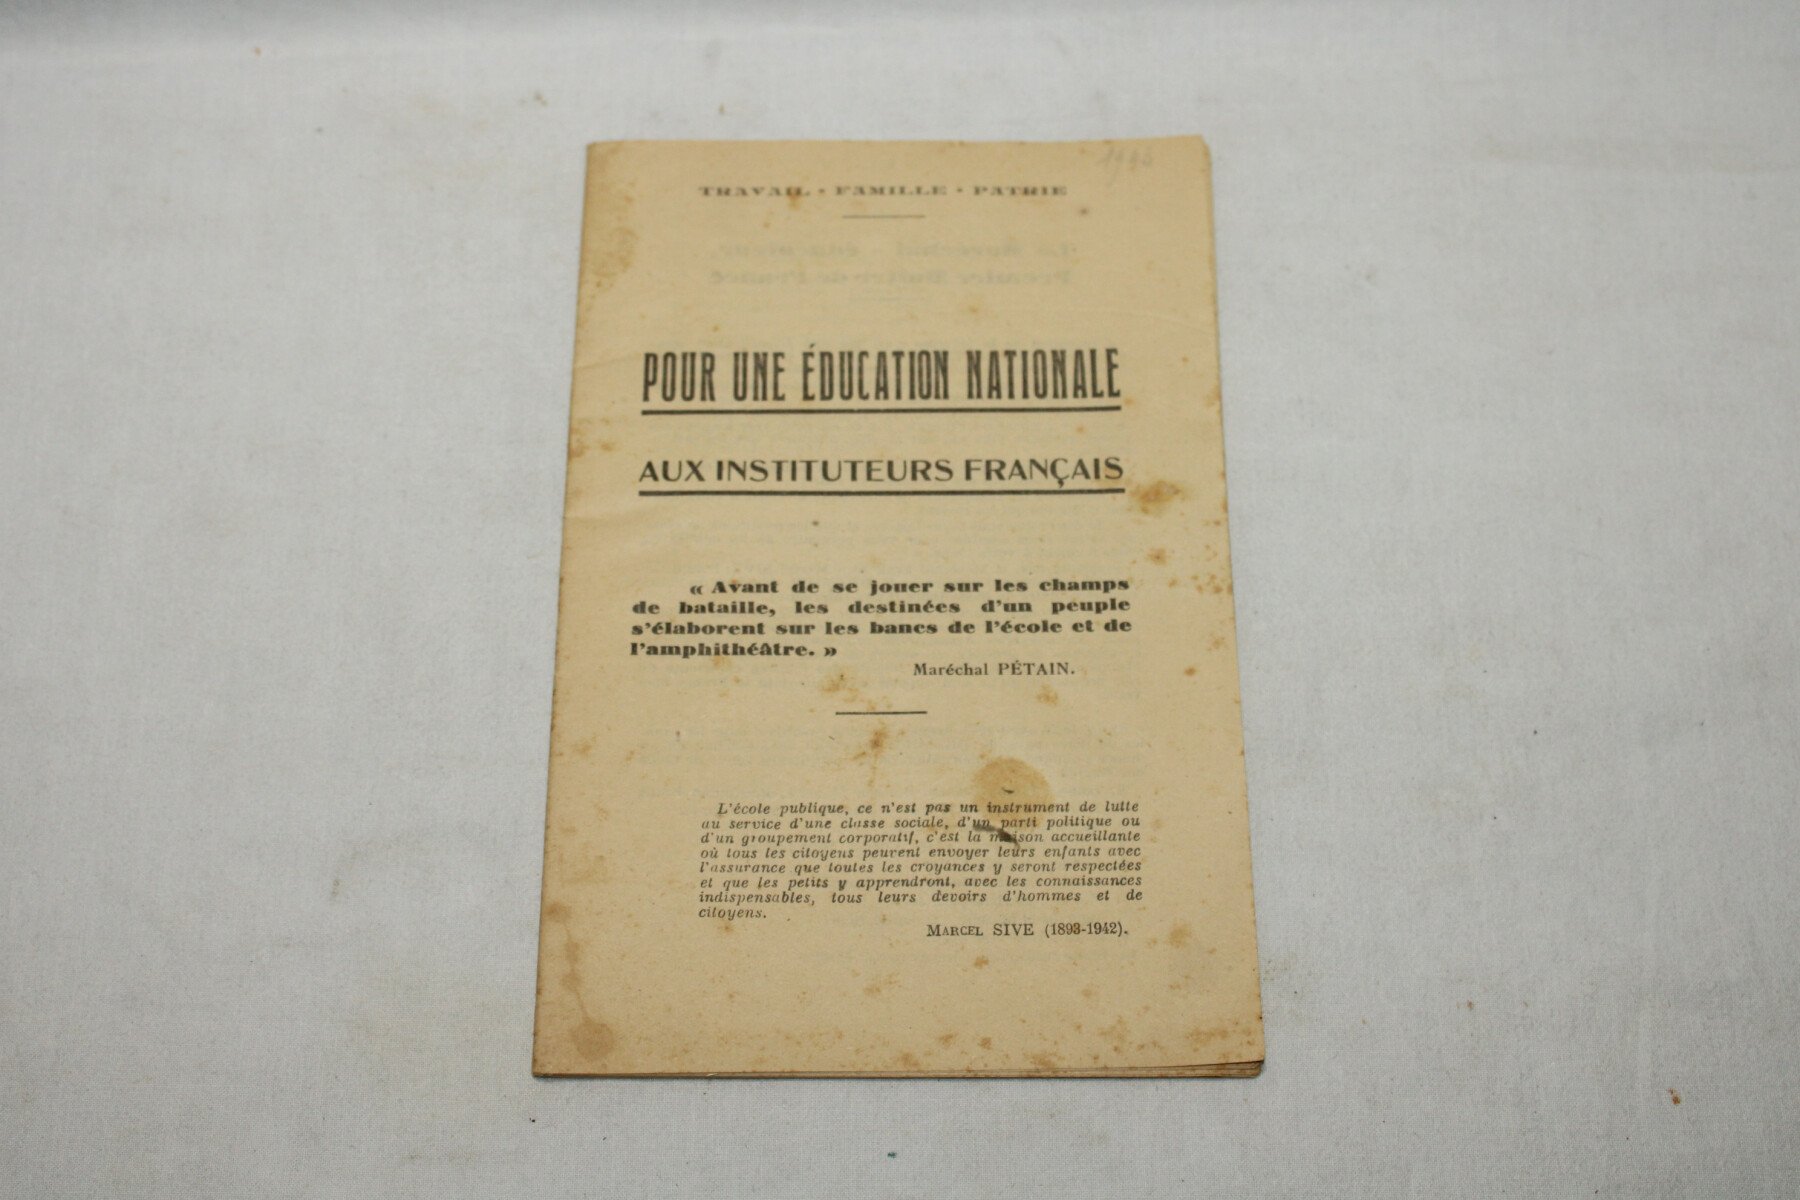 TRAVAIL - FAMILLE - PATRIE
POUR UNE ÉDUCATION NATIONALE
AUX INSTITUTEURS FRANÇAIS
« Avant de se jouer sur les champs
de bataille, les destinées d'un peuple
s'élaborent sur les bancs de l'école et de
l'amphithéâtre. »
Maréchal PÉTAIN.
L'école publique, ce n'est pas un instrument de lutte
au service d'une classe sociale, d'un parti politique ou
d'un groupement corporatif, c'est la maison accueillante
où tous les citoyens peuvent envoyer leurs enfants avec
l'assurance que toutes les croyances y seront respectées
et que les petits y apprendront, avec les connaissances
indispensables, tous leurs devoirs d'hommes et de
citoyens.
MARCEL SIVE (1893-1942).